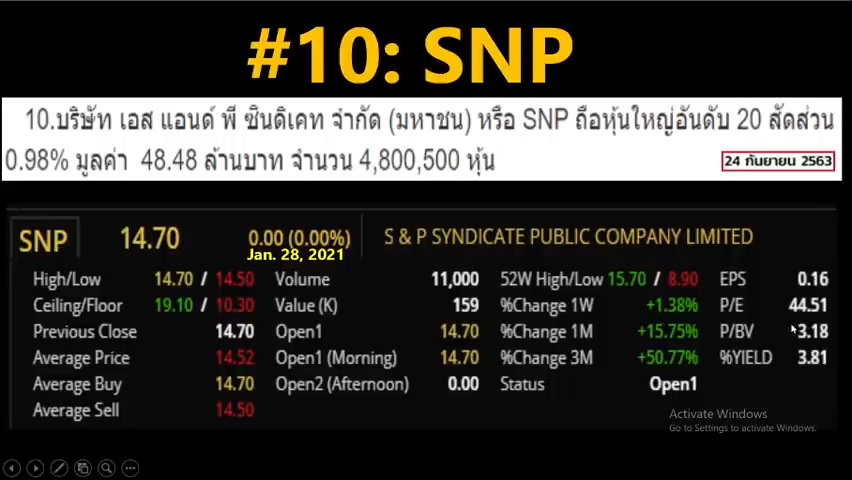 #10: SNP
10.บริษัท เอส แอนด์ พี ซินดิเคท จำกัด (มหาชน) หรือ SNP ถือหุ้นใหญ่อันดับ 20 สัดส่วน
0.98% มูลค่า 48.48 ล้านบาท จำนวน 4,800,500 หุ้น
24 กันยายน 2563
SNP 14.70 0.00 (0.00%) S & P SYNDICATE PUBLIC COMPANY LIMITED
Jan. 28, 2021
High/Low 14.70 / 14.50 Volume 11,000 52W High/Low 15.70 / 8.90 EPS 0.16
Ceiling/Floor 19.10 / 10.30 Value (K) 159 %Change 1W +1.38% P/E 44.51
Previous Close 14.70 Open1 14.70 %Change 1M +15.75% P/BV 3.18
Average Price 14.52 Open1 (Morning) 14.70 %Change 3M +50.77% %YIELD 3.81
Average Buy 14.70 Open2 (Afternoon) 0.00 Status Open1
Average Sell 14.50
Activate Windows
Go to Settings to activate Windows.